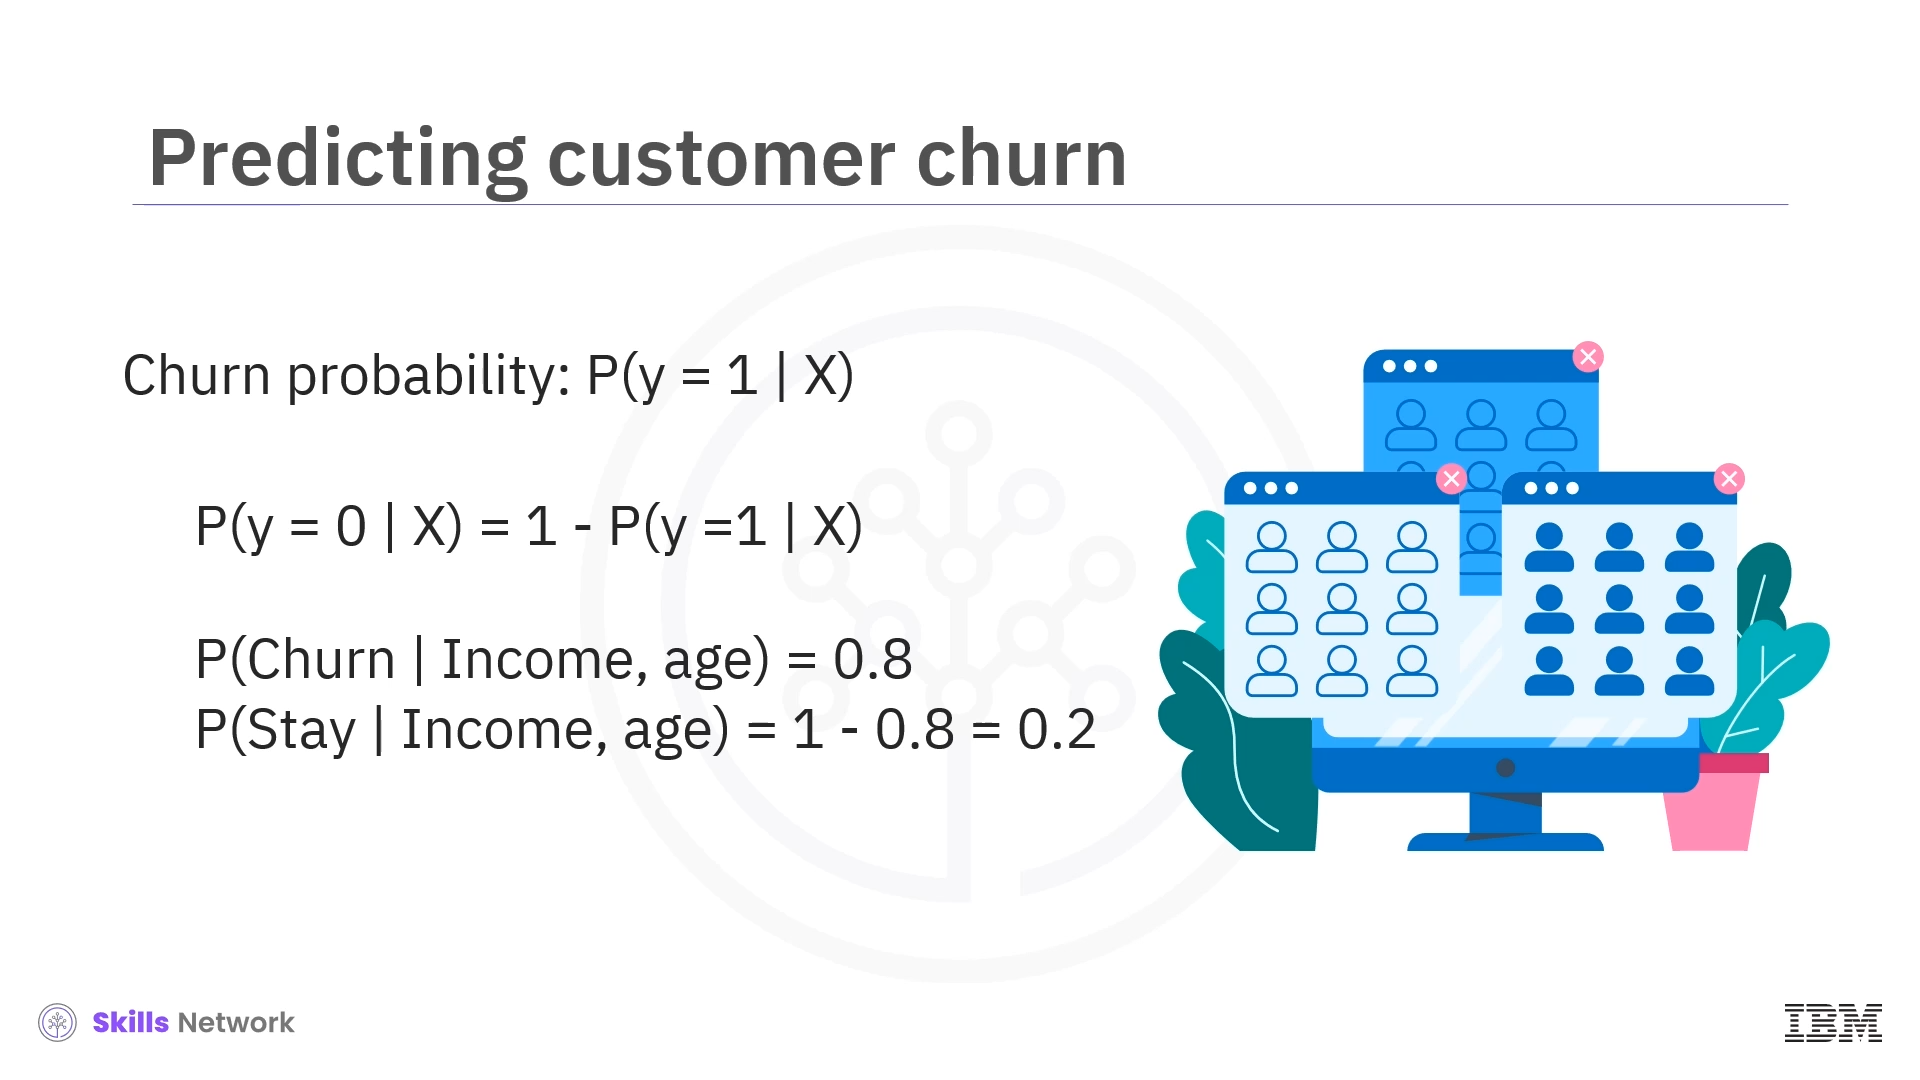 Predicting customer churn
Churn probability: P(y = 1 | X)
P(y = 0 | X) = 1 - P(y =1 | X)
P(Churn | Income, age) = 0.8
P(Stay | Income, age) = 1 - 0.8 = 0.2
Skills Network
IBM